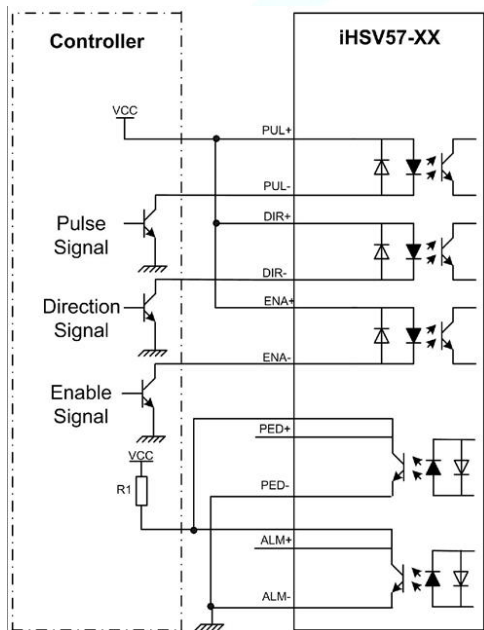 Controller
iHSV57-XX
VCC
PUL+
PUL-
Pulse
Signal
DIR+
DIR-
Direction
Signal
ENA+
ENA-
Enable
Signal
VCC
R1
PED+
PED-
ALM+
ALM-